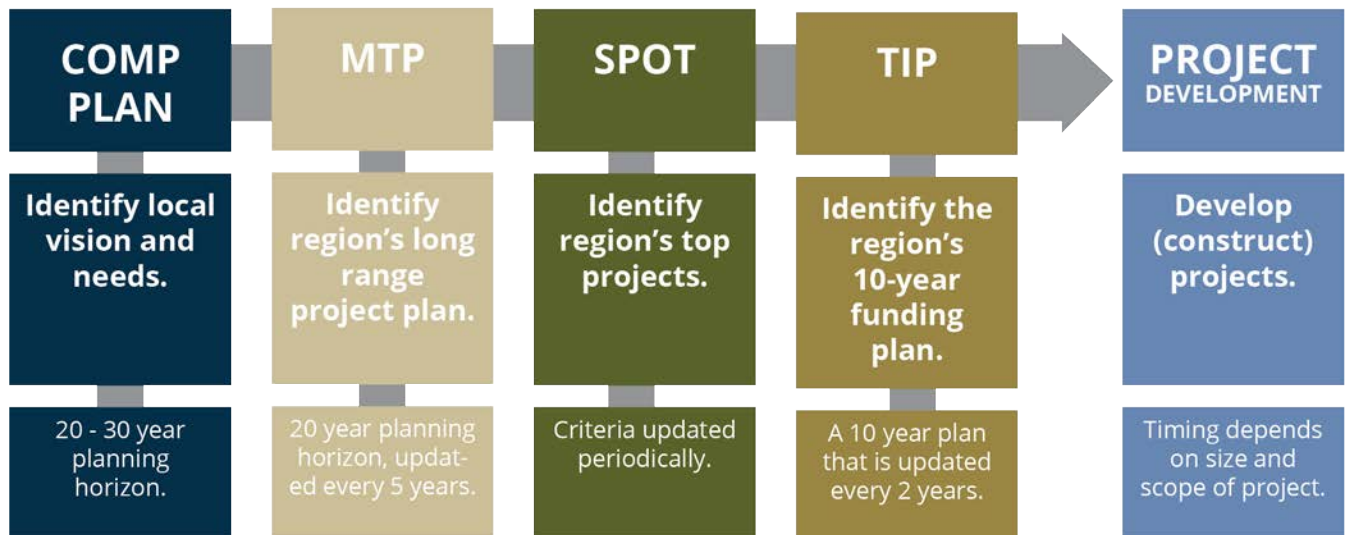 COMP
PLAN
MTP
SPOT
TIP
PROJECT
DEVELOPMENT
Identify local
vision and
needs.
Identify
region’s long
range
project plan.
Identify
region’s top
projects.
Identify the
region’s
10-year
funding
plan.
Develop
(construct)
projects.
20 - 30 year
planning
horizon.
20 year planning
horizon, updat-
ed every 5 years.
Criteria updated
periodically.
A 10 year plan
that is updated
every 2 years.
Timing depends
on size and
scope of project.